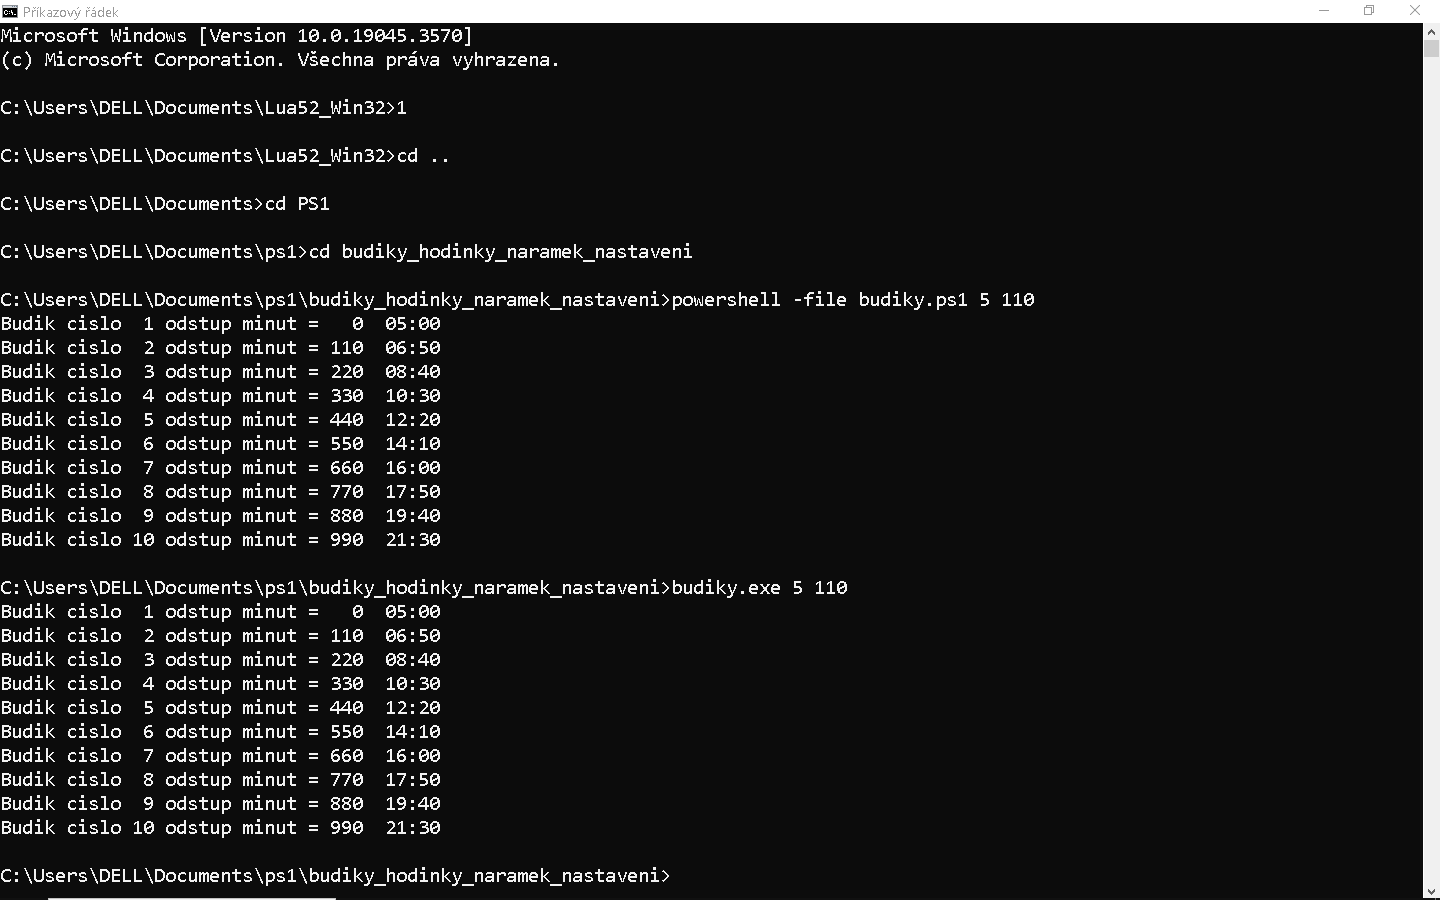 Příkazový řádek
Microsoft Windows [Version 10.0.19045.3570]
(c) Microsoft Corporation. Všechna práva vyhrazena.
C:\Users\DELL\Documents\Lua52_Win32>1
C:\Users\DELL\Documents\Lua52_Win32>cd ..
C:\Users\DELL\Documents>cd PS1
C:\Users\DELL\Documents\ps1>cd budiky_hodinky_naramek_nastaveni
C:\Users\DELL\Documents\ps1\budiky_hodinky_naramek_nastaveni>powershell -file budiky.ps1 5 110
Budik cislo  1 odstup minut =   0  05:00
Budik cislo  2 odstup minut = 110  06:50
Budik cislo  3 odstup minut = 220  08:40
Budik cislo  4 odstup minut = 330  10:30
Budik cislo  5 odstup minut = 440  12:20
Budik cislo  6 odstup minut = 550  14:10
Budik cislo  7 odstup minut = 660  16:00
Budik cislo  8 odstup minut = 770  17:50
Budik cislo  9 odstup minut = 880  19:40
Budik cislo 10 odstup minut = 990  21:30
C:\Users\DELL\Documents\ps1\budiky_hodinky_naramek_nastaveni>budiky.exe 5 110
Budik cislo  1 odstup minut =   0  05:00
Budik cislo  2 odstup minut = 110  06:50
Budik cislo  3 odstup minut = 220  08:40
Budik cislo  4 odstup minut = 330  10:30
Budik cislo  5 odstup minut = 440  12:20
Budik cislo  6 odstup minut = 550  14:10
Budik cislo  7 odstup minut = 660  16:00
Budik cislo  8 odstup minut = 770  17:50
Budik cislo  9 odstup minut = 880  19:40
Budik cislo 10 odstup minut = 990  21:30
C:\Users\DELL\Documents\ps1\budiky_hodinky_naramek_nastaveni>